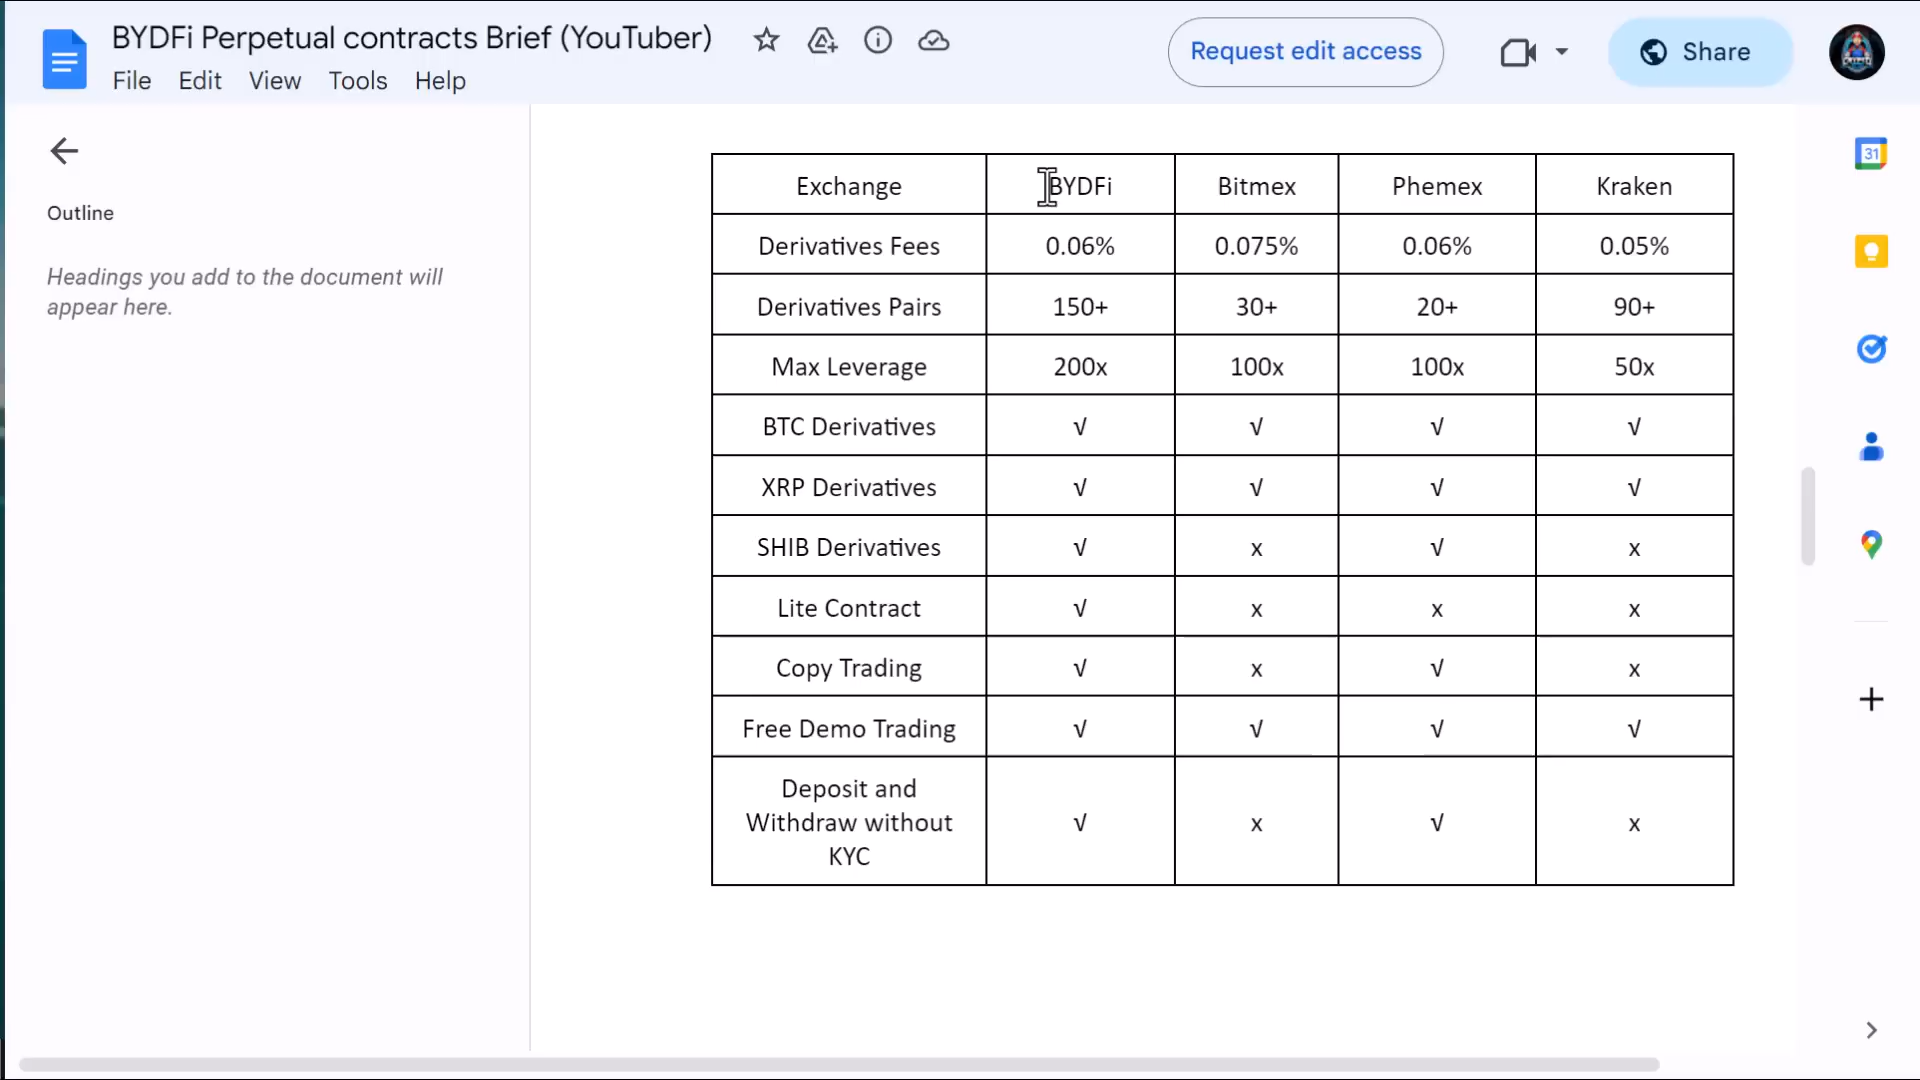 BYDFi Perpetual contracts Brief (YouTuber)
File Edit View Tools Help
Request edit access
Share
Outline
Headings you add to the document will
appear here.
Exchange BYDFi Bitmex Phemex Kraken
Derivatives Fees 0.06% 0.075% 0.06% 0.05%
Derivatives Pairs 150+ 30+ 20+ 90+
Max Leverage 200x 100x 100x 50x
BTC Derivatives √ √ √ √
XRP Derivatives √ √ √ √
SHIB Derivatives √ x √ x
Lite Contract √ x x x
Copy Trading √ x √ x
Free Demo Trading √ √ √ √
Deposit and
Withdraw without √ x √ x
KYC
31